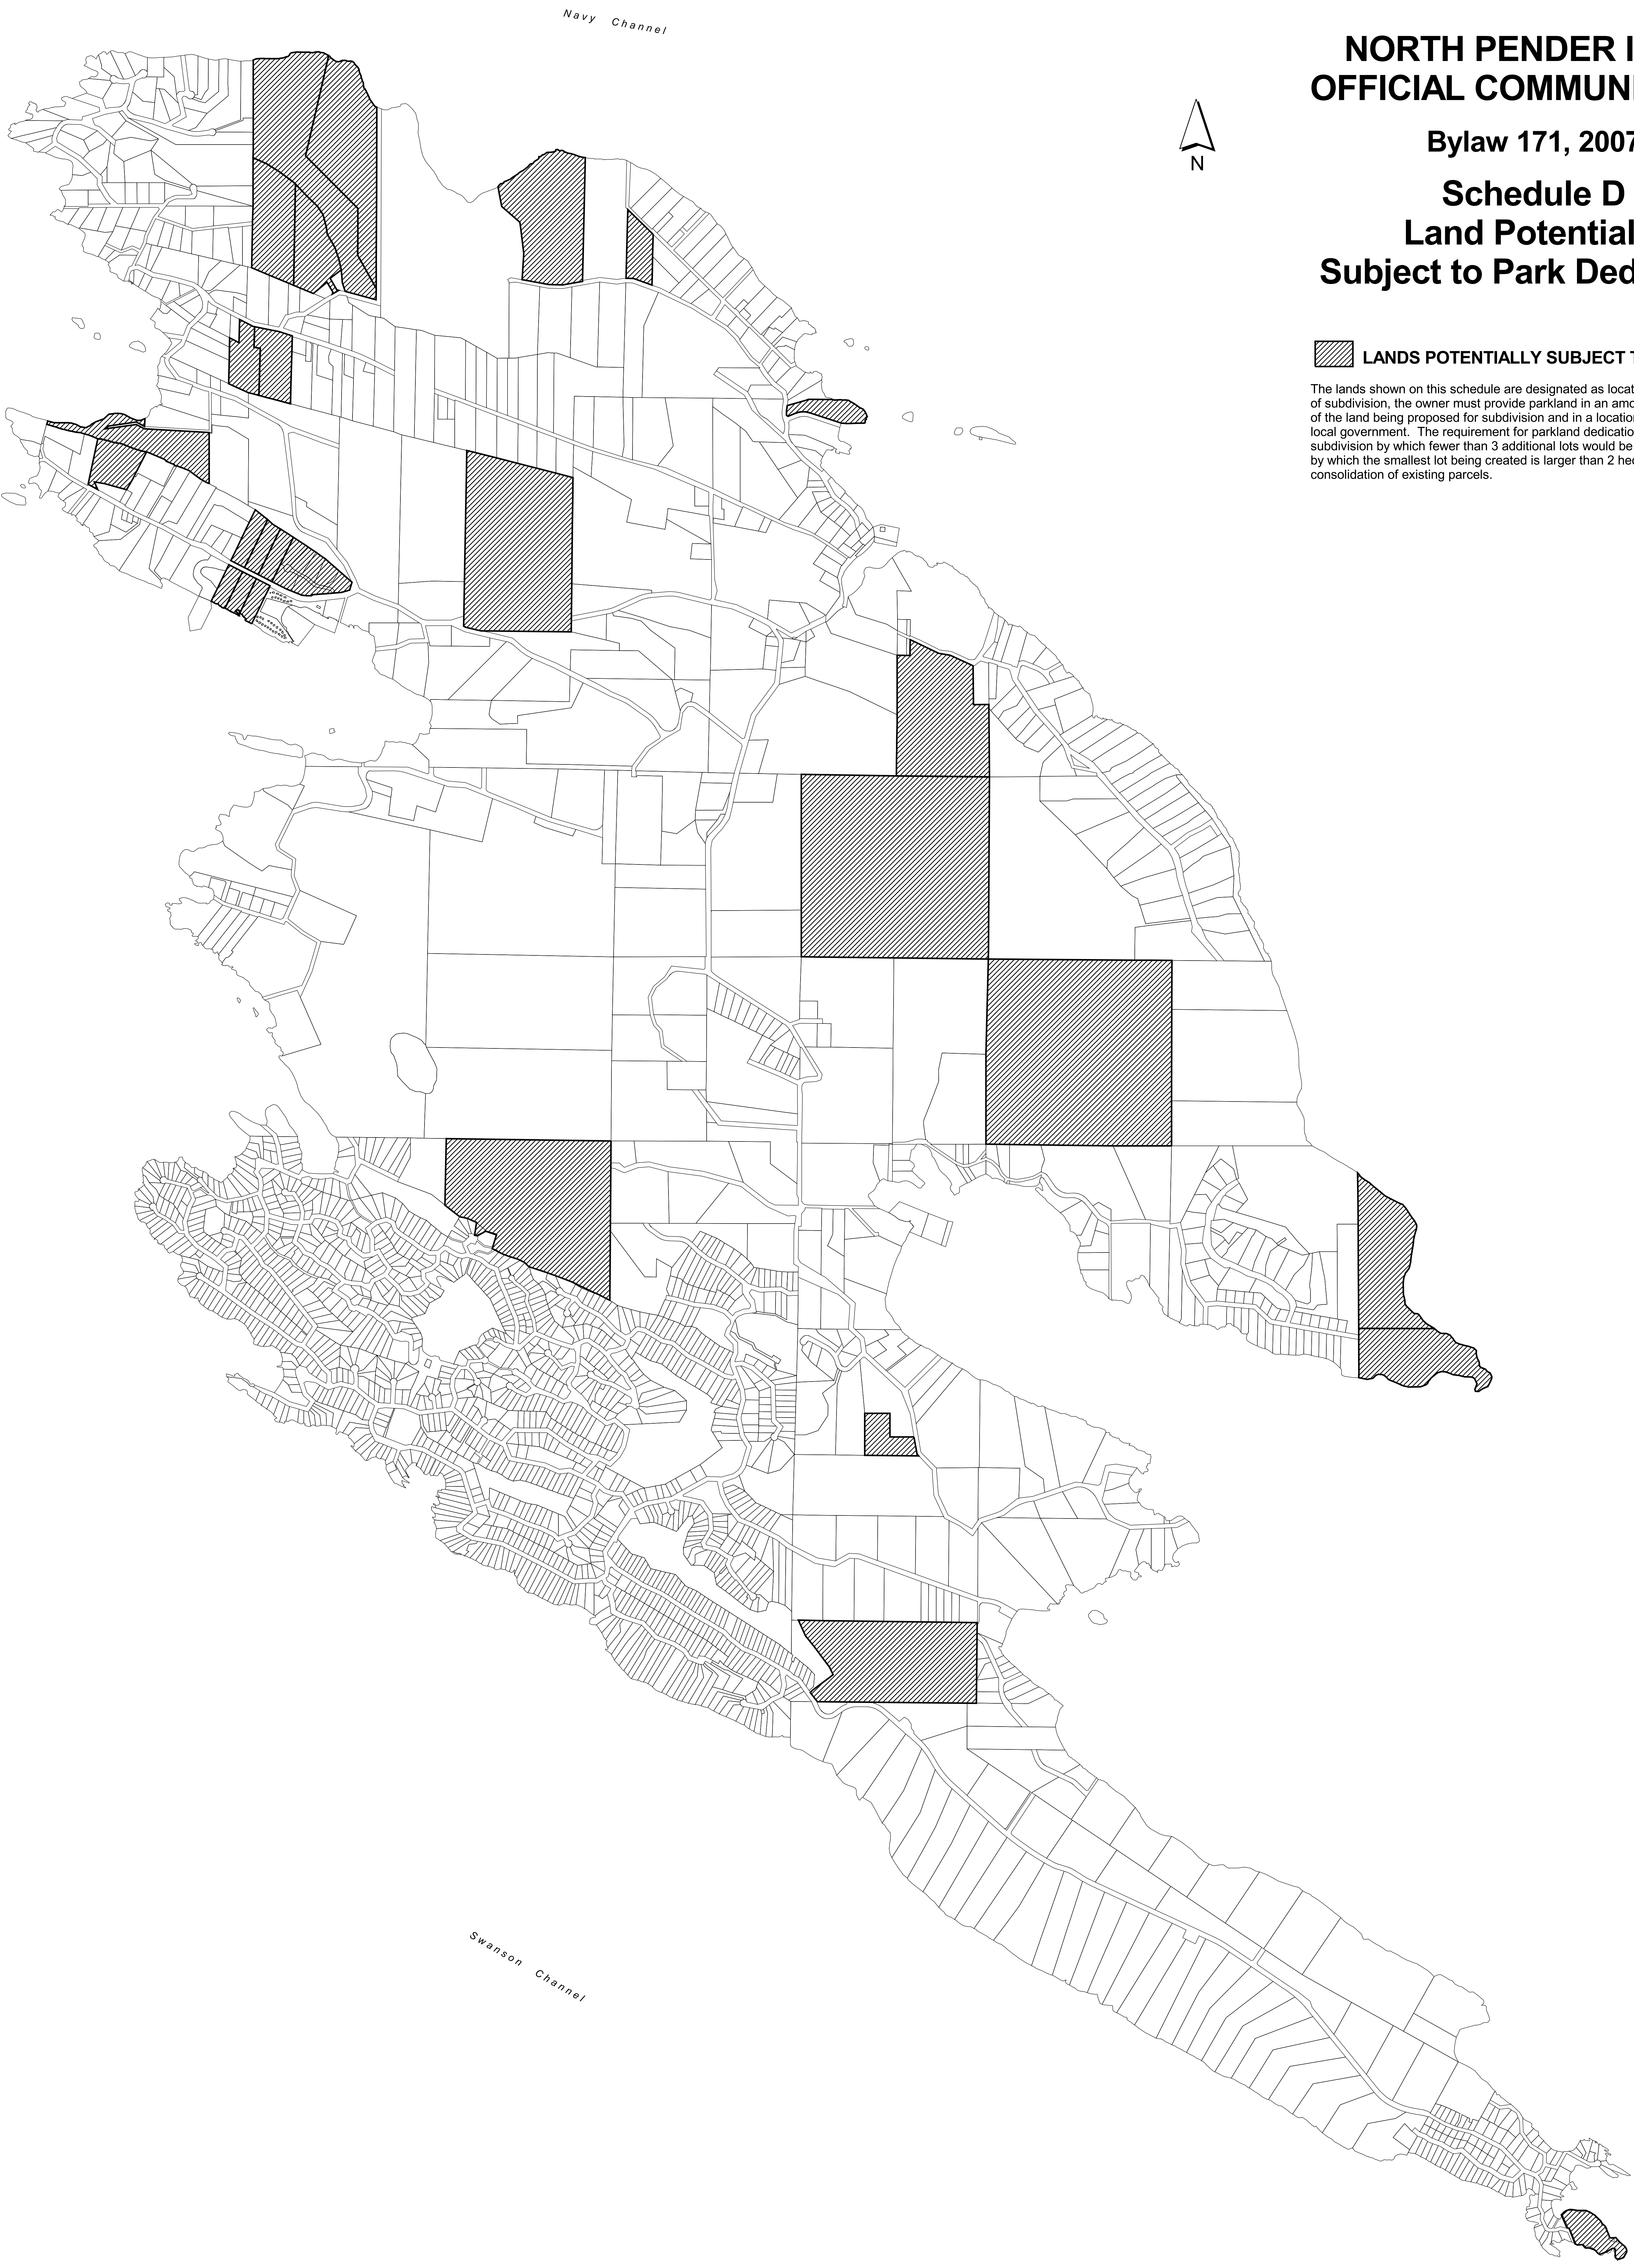 Navy Channel
NORTH PENDER I
OFFICIAL COMMUNI
Bylaw 171, 2007
N
Schedule D
Land Potential
Subject to Park Ded
LANDS POTENTIALLY SUBJECT T
The lands shown on this schedule are designated as locat
of subdivision, the owner must provide parkland in an amo
of the land being proposed for subdivision and in a location
local government. The requirement for parkland dedicatio
subdivision by which fewer than 3 additional lots would be
by which the smallest lot being created is larger than 2 hec
consolidation of existing parcels.
Swanson Channel